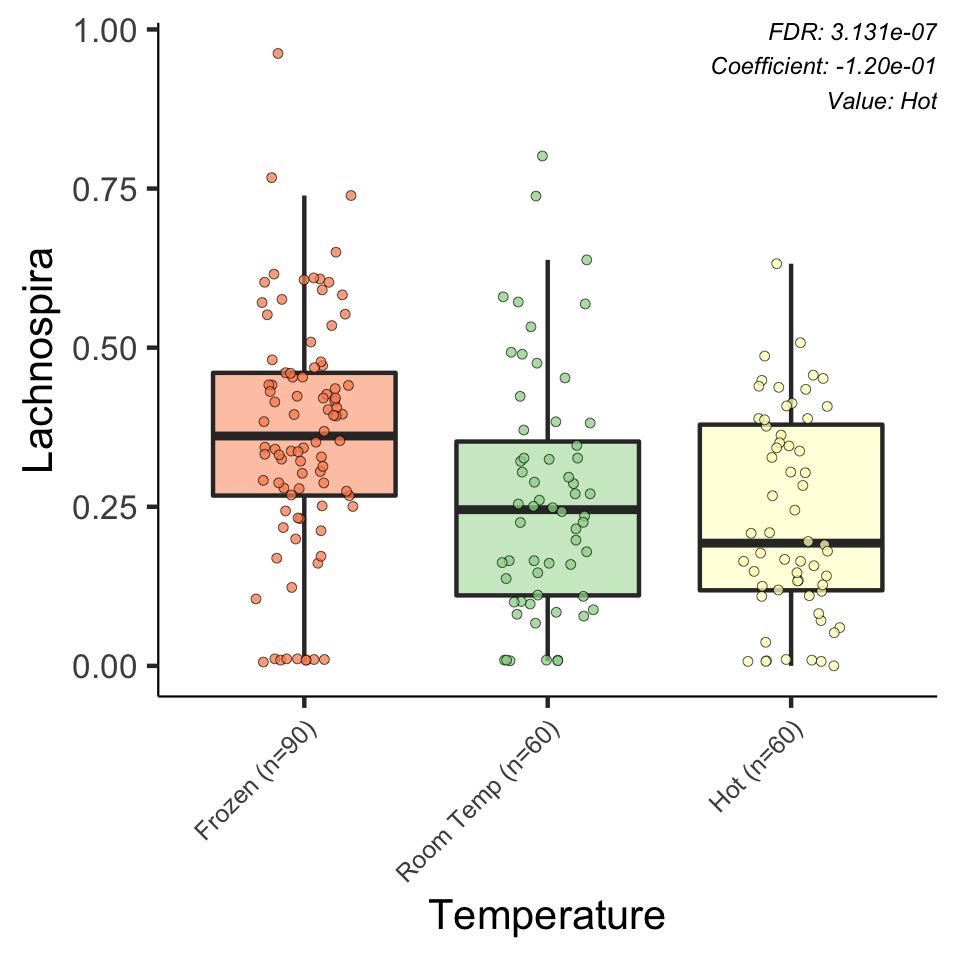 FDR: 3.131e-07
Coefficient: -1.20e-01
Value: Hot
1.00
0.75
0.50
0.25
0.00
Lachnospira
Frozen (n=90)
Room Temp (n=60)
Hot (n=60)
Temperature